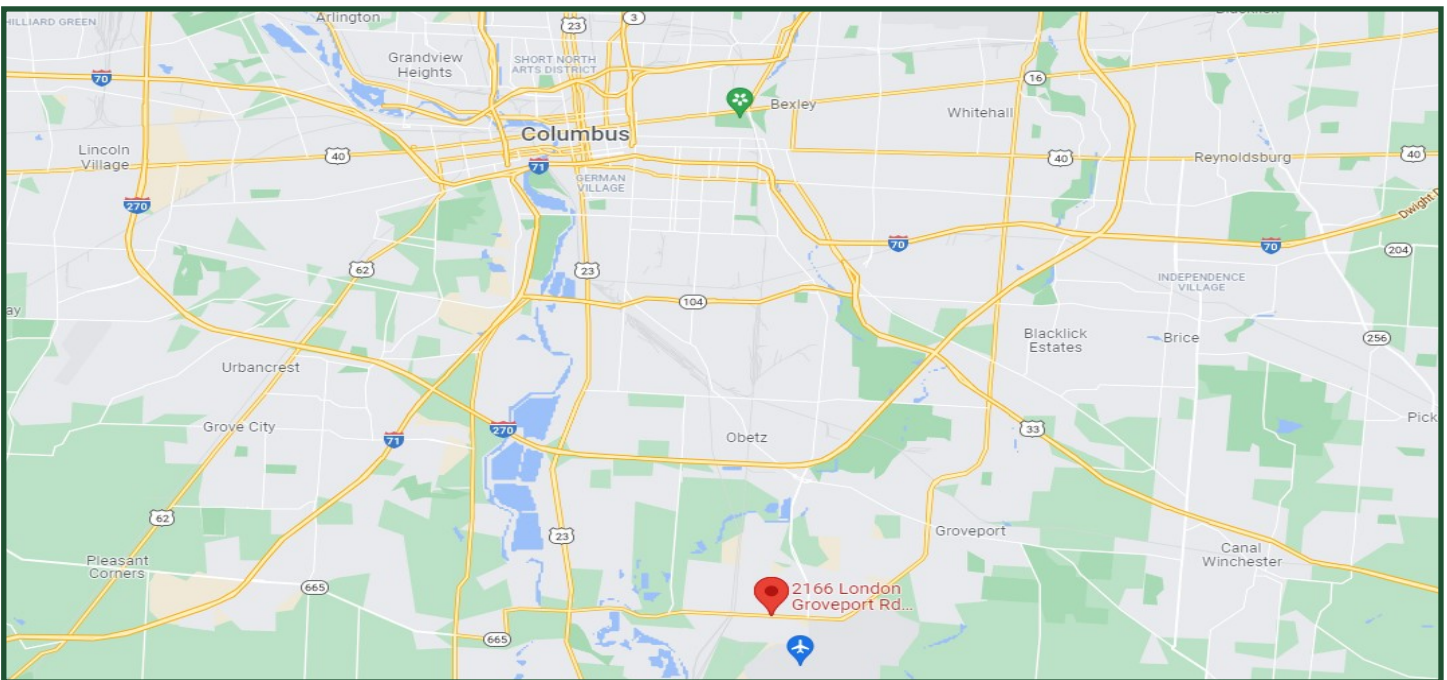 HILLIARD GREEN
Arlington
23
3
Grandview
Heights
SHORT NORTH
ARTS DISTRICT
70
16
Bexley
Whitehall
Columbus
Lincoln
Village
40
71
40
Reynoldsburg
40
GERMAN
VILLAGE
270
Dwight
70
70
204
62
23
INDEPENDENCE
VILLAGE
104
ay
Blacklick
Estates
Brice
256
Urbancrest
Grove City
270
71
Obetz
33
Pick
62
23
Groveport
Canal
Winchester
Pleasant
Corners
665
2166 London
Groveport Rd...
665